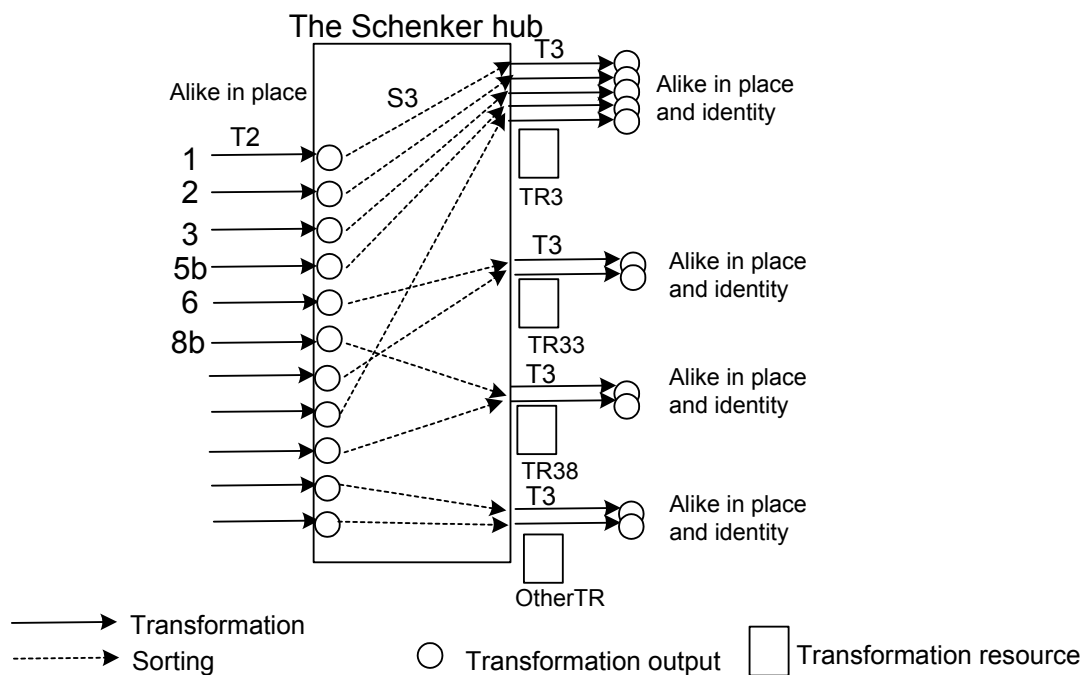 The Schenker hub
Alike in place
T2
1
2
3
5b
6
8b
S3
T3
Alike in place
and identity
TR3
T3
Alike in place
and identity
TR33
T3
Alike in place
and identity
TR38
T3
Alike in place
and identity
OtherTR
Transformation
Sorting
Transformation output
Transformation resource